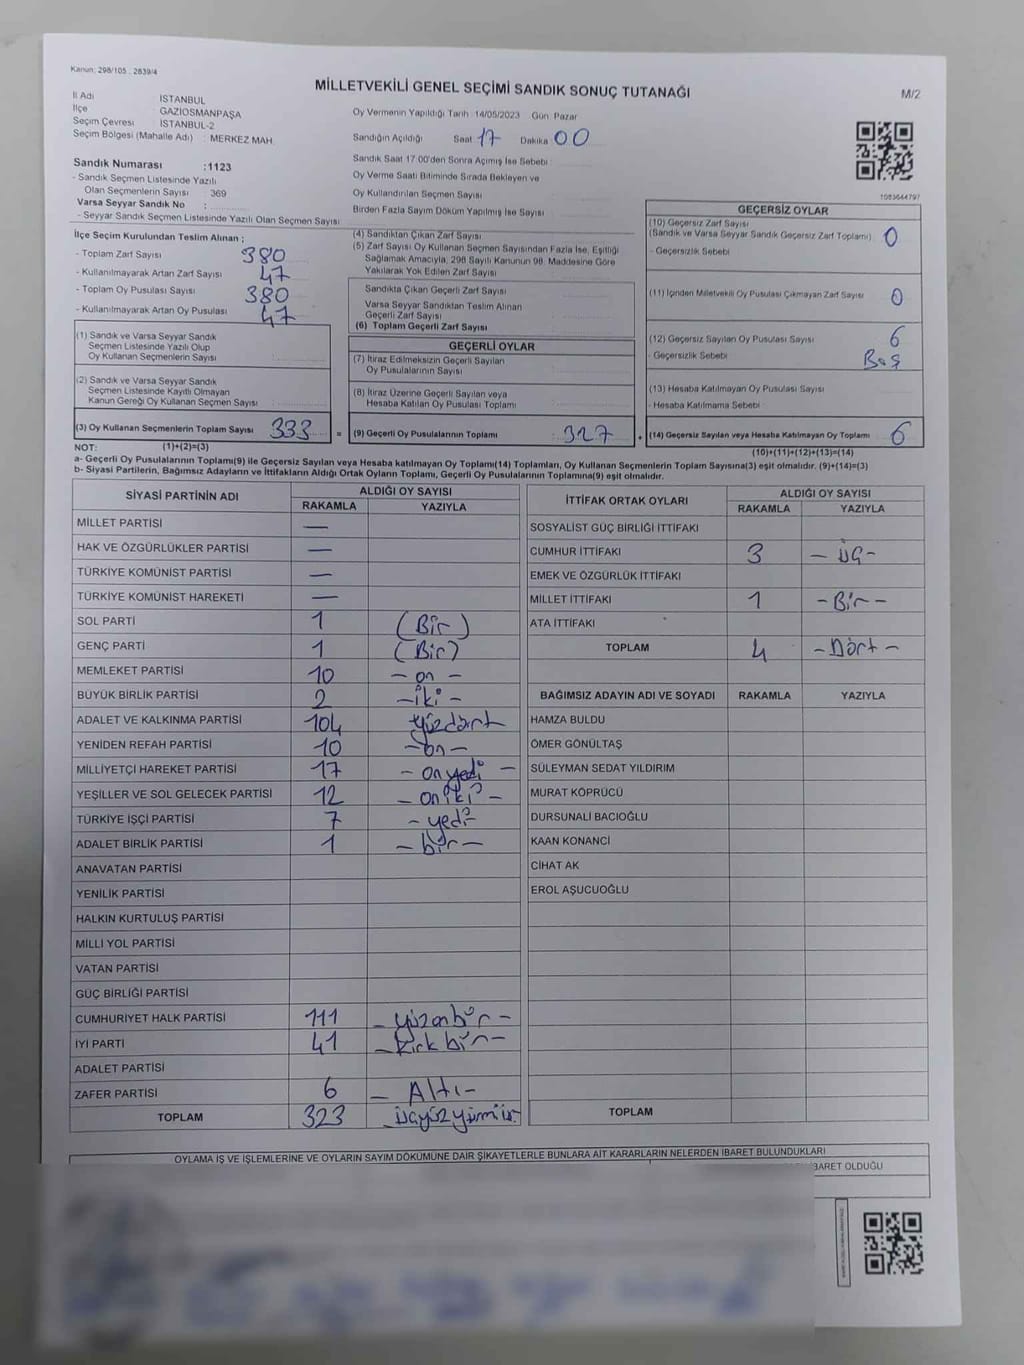 Kanun: 298/105 , 2839/4
MİLLETVEKİLİ GENEL SEÇİMİ SANDIK SONUÇ TUTANAĞI
M/2
İl Adı İSTANBUL
İlçe GAZİOSMANPAŞA
Seçim Çevresi İSTANBUL-2
Seçim Bölgesi (Mahalle Adı) : MERKEZ MAH.
Sandık Numarası :1123
- Sandık Seçmen Listesinde Yazılı
Olan Seçmenlerin Sayısı : 369
Varsa Seyyar Sandık No :
- Seyyar Sandık Seçmen Listesinde Yazılı Olan Seçmen Sayısı
Oy Vermenin Yapıldığı Tarih :14/05/2023 Gün Pazar
Sandığın Açıldığı Saat 17 Dakika 00
Sandık Saat 17:00'den Sonra Açılmış İse Sebebi
Oy Verme Saati Bitiminde Sırada Bekleyen ve
Oy Kullandırılan Seçmen Sayısı
Birden Fazla Sayım Döküm Yapılmış İse Sayısı
1083644797
İlçe Seçim Kurulundan Teslim Alınan ;
- Toplam Zarf Sayısı 380
- Kullanılmayarak Artan Zarf Sayısı 47
- Toplam Oy Pusulası Sayısı 380
- Kullanılmayarak Artan Oy Pusulası 47
(1) Sandık ve Varsa Seyyar Sandık
Seçmen Listesinde Yazılı Olup
Oy Kullanan Seçmenlerin Sayısı
(2) Sandık ve Varsa Seyyar Sandık
Seçmen Listesinde Kayıtlı Olmayan
Kanun Gereği Oy Kullanan Seçmen Sayısı
(3) Oy Kullanan Seçmenlerin Toplam Sayısı 333
(4) Sandıktan Çıkan Zarf Sayısı
(5) Zarf Sayısı Oy Kullanan Seçmen Sayısından Fazla İse, Eşitliği
Sağlamak Amacıyla, 298 Sayılı Kanunun 98. Maddesine Göre
Yakılarak Yok Edilen Zarf Sayısı
Sandıkta Çıkan Geçerli Zarf Sayısı
Varsa Seyyar Sandıktan Teslim Alınan
Geçerli Zarf Sayısı
(6) Toplam Geçerli Zarf Sayısı
GEÇERLİ OYLAR
(7) İtiraz Edilmeksizin Geçerli Sayılan
Oy Pusulalarının Sayısı
(8) İtiraz Üzerine Geçerli Sayılan veya
Hesaba Katılan Oy Pusulası Toplamı
= (9) Geçerli Oy Pusulalarının Toplamı : 327
GEÇERSİZ OYLAR
(10) Geçersiz Zarf Sayısı
(Sandık ve Varsa Seyyar Sandık Geçersiz Zarf Toplamı) 0
- Geçersizlik Sebebi
(11) İçinden Milletvekili Oy Pusulası Çıkmayan Zarf Sayısı 0
(12) Geçersiz Sayılan Oy Pusulası Sayısı 6
- Geçersizlik Sebebi Boş
(13) Hesaba Katılmayan Oy Pusulası Sayısı
- Hesaba Katılmama Sebebi
+ (14) Geçersiz Sayılan veya Hesaba Katılmayan Oy Toplamı 6
NOT: (1)+(2)=(3)
(10)+(11)+(12)+(13)=(14)
a- Geçerli Oy Pusulasının Toplamı(9) ile Geçersiz Sayılan veya Hesaba katılmayan Oy Toplamı(14) Toplamları, Oy Kullanan Seçmenlerin Toplam Sayısına(3) eşit olmalıdır. (9)+(14)=(3)
b- Siyasi Partilerin, Bağımsız Adayların ve İttifakların Aldığı Ortak Oyların Toplamı, Geçerli Oy Pusulalarının Toplamına(9) eşit olmalıdır.
SİYASİ PARTİNİN ADI ALDIĞI OY SAYISI
RAKAMLA YAZIYLA
MİLLET PARTİSİ —
HAK VE ÖZGÜRLÜKLER PARTİSİ —
TÜRKİYE KOMÜNİST PARTİSİ —
TÜRKİYE KOMÜNİST HAREKETİ —
SOL PARTİ 1 (Bir)
GENÇ PARTİ 1 (Bir)
MEMLEKET PARTİSİ 10 - on -
BÜYÜK BİRLİK PARTİSİ 2 - iki -
ADALET VE KALKINMA PARTİSİ 104 yüzdört
YENİDEN REFAH PARTİSİ 10 - on -
MİLLİYETÇİ HAREKET PARTİSİ 17 - onyedi -
YEŞİLLER VE SOL GELECEK PARTİSİ 12 - oniki -
TÜRKİYE İŞÇİ PARTİSİ 7 - yedi
ADALET BİRLİK PARTİSİ 1 - bir -
ANAVATAN PARTİSİ
YENİLİK PARTİSİ
HALKIN KURTULUŞ PARTİSİ
MİLLİ YOL PARTİSİ
VATAN PARTİSİ
GÜÇ BİRLİĞİ PARTİSİ
CUMHURİYET HALK PARTİSİ 111 - yüzonbir -
İYİ PARTİ 41 - kırkbir -
ADALET PARTİSİ
ZAFER PARTİSİ 6 - Altı -
TOPLAM 323
İTTİFAK ORTAK OYLARI ALDIĞI OY SAYISI
RAKAMLA YAZIYLA
SOSYALİST GÜÇ BİRLİĞİ İTTİFAKI
CUMHUR İTTİFAKI 3 - üç -
EMEK VE ÖZGÜRLÜK İTTİFAKI
MİLLET İTTİFAKI 1 - Bir -
ATA İTTİFAKI
TOPLAM 4 - Dört -
BAĞIMSIZ ADAYIN ADI VE SOYADI RAKAMLA YAZIYLA
HAMZA BULDU
ÖMER GÖNÜLTAŞ
SÜLEYMAN SEDAT YILDIRIM
MURAT KÖPRÜCÜ
DURSUNALİ BACIOĞLU
KAAN KONANCİ
CİHAT AK
EROL AŞUCUOĞLU
TOPLAM
OYLAMA İŞ VE İŞLEMLERİNE VE OYLARIN SAYIM DÖKÜMÜNE DAİR ŞİKAYETLERLE BUNLARA AİT KARARLARIN NELERDEN İBARET BULUNDUKLARI
İBARET OLDUĞU